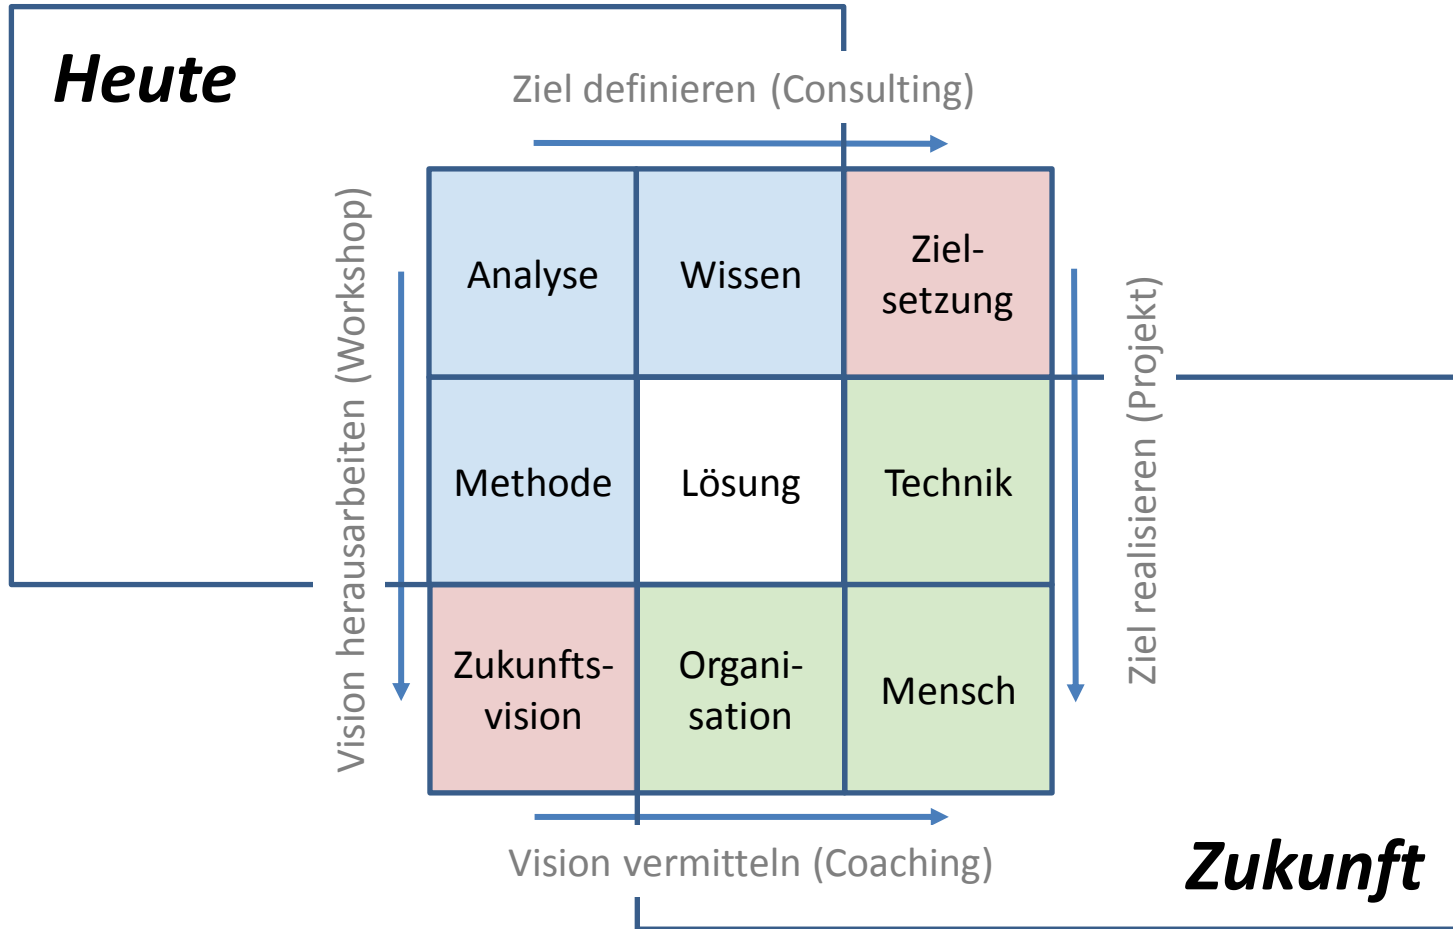 Heute
Ziel definieren (Consulting)
Vision herausarbeiten (Workshop)
Analyse
Wissen
Ziel-
setzung
Ziel realisieren (Projekt)
Methode
Lösung
Technik
Zukunfts-
vision
Organi-
sation
Mensch
Vision vermitteln (Coaching)
Zukunft